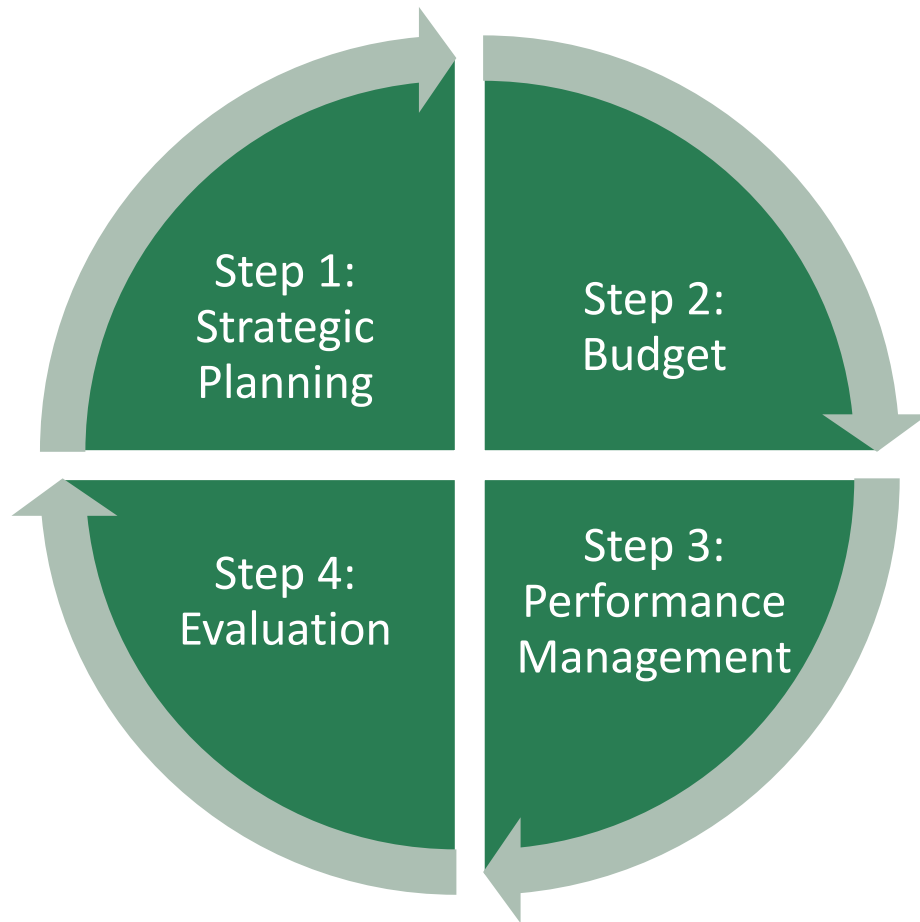 Step 1:
Strategic
Planning
Step 2:
Budget
Step 3:
Performance
Management
Step 4:
Evaluation